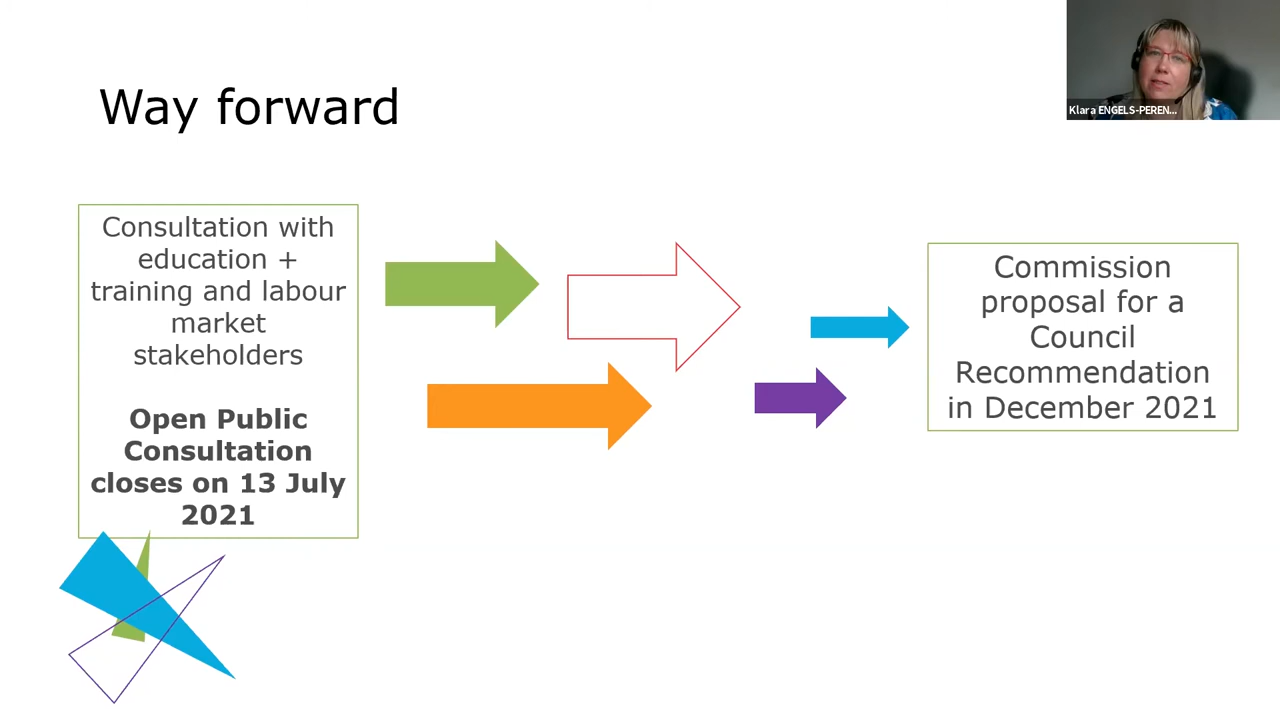 Way forward
Klara ENGELS-PEREN...
Consultation with
education +
training and labour
market
stakeholders
Open Public
Consultation
closes on 13 July
2021
Commission
proposal for a
Council
Recommendation
in December 2021